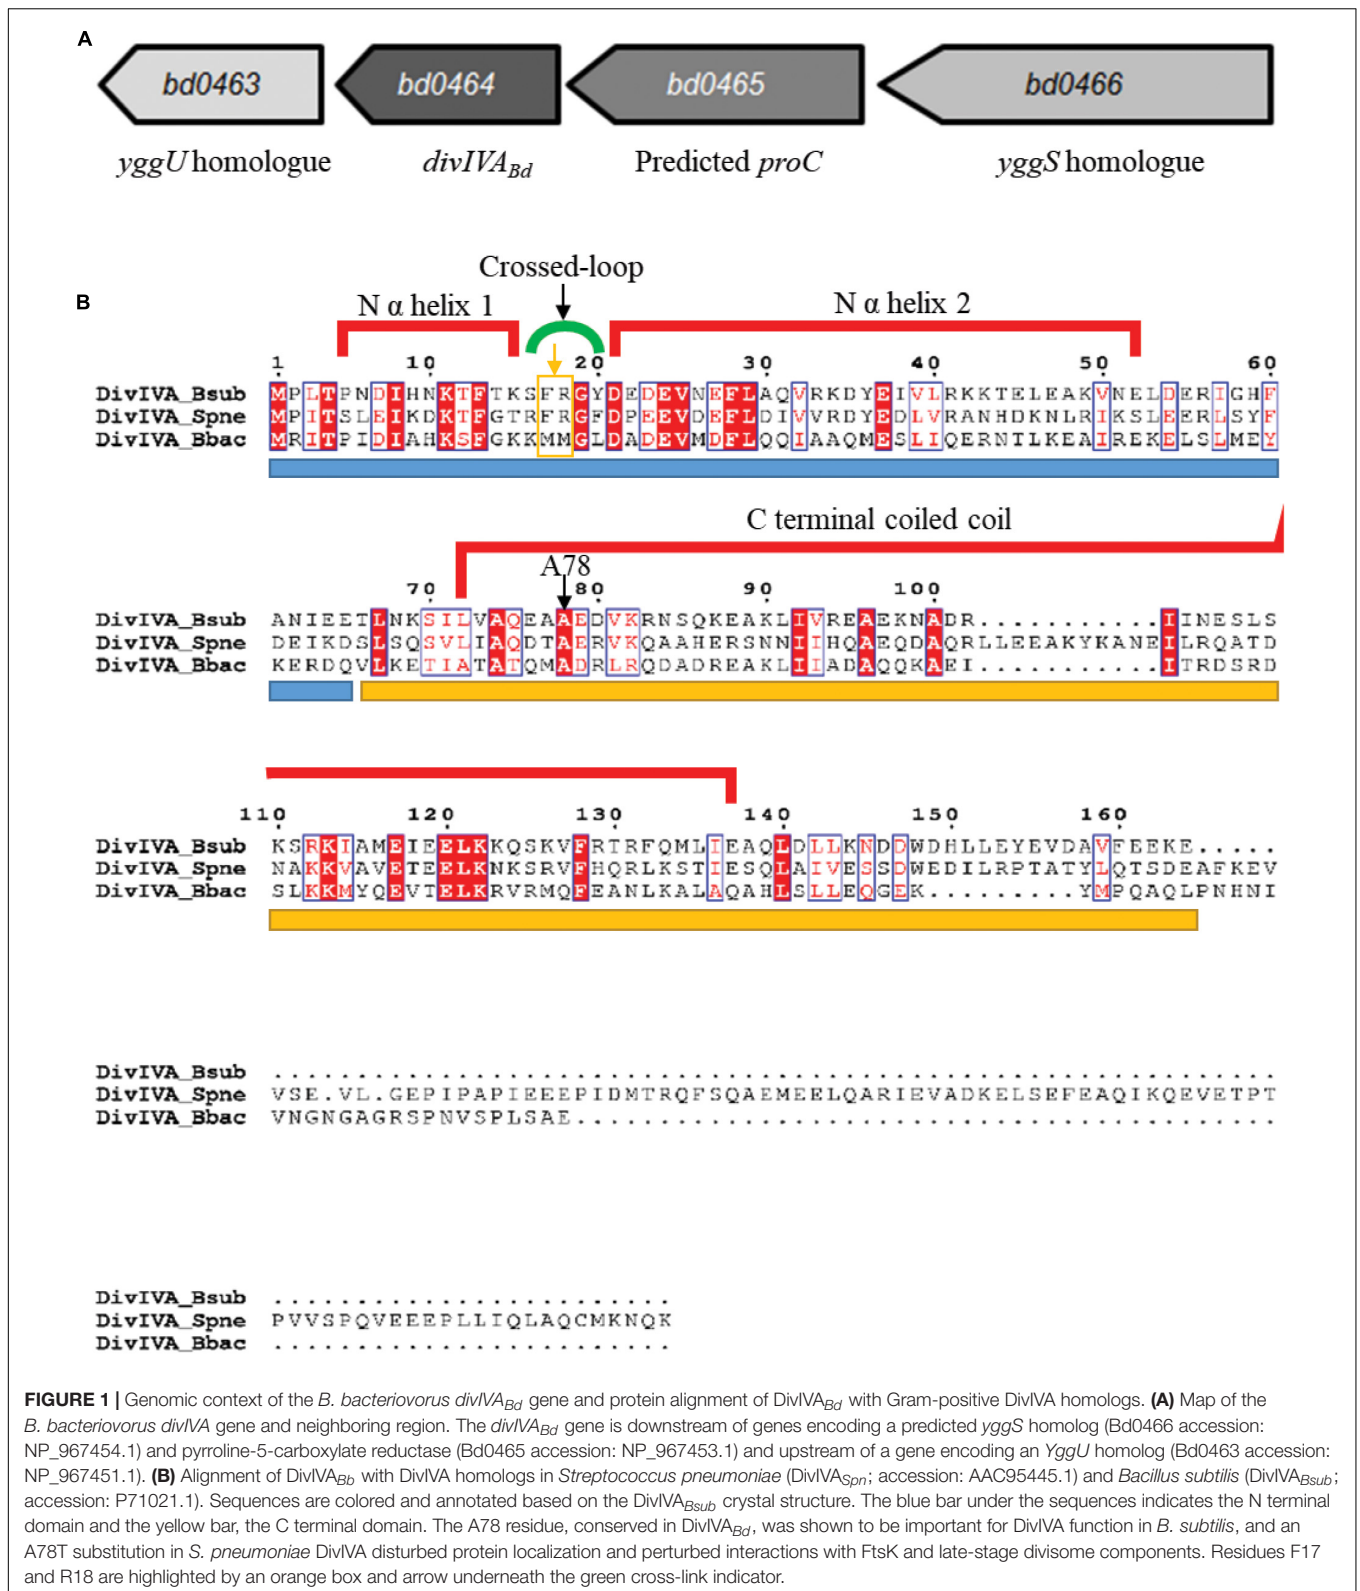 A
bd0463 bd0464 bd0465 bd0466
yggU homologue divIVA_Bd Predicted proC yggS homologue
Crossed-loop
B
N α helix 1 N α helix 2
1 10 20 30 40 50 60
DivIVA_Bsub MPLTPNDIHNKTFTKSFRGYDEDEVNEFLAQVRKDYEIVLRKKTELEAKVNELDERIGHF
DivIVA_Spne MPITSLEIKDKTFGTRFRGFDPEEVDEFLDIVVRDYEDLVRANHDKNLRIKSLEERLSYF
DivIVA_Bbac MRITPIDIAHKSFGKKMMGLDADEVMDFLQQIAAQMESLIQERNTLKEAIREKELSLMEY
C terminal coiled coil
A78
70 80 90 100
DivIVA_Bsub ANIEETLNKSILVAQEAAEDVKRNSQKEAKLIVREAEKNADR...........IINESLS
DivIVA_Spne DEIKDSLSQSVLIAQDTAERVKQAAHERSNNIIHQAEQDAQRLLEEAKYKANEILRQATD
DivIVA_Bbac KERDQVLKETIATATQMADRLRQDADREAKLIIADAQQKAEI...........ITRDSRD
110 120 130 140 150 160
DivIVA_Bsub KSRKIAMEIEELKKQSKVFRTRFQMLIEAQLDLLKNDDWDHLLEYEVDAVFEEKE.....
DivIVA_Spne NAKKVAVETEELKNKSRVFHQRLKSTIESQLAIVESSDWEDILRPTATYLQTSDEAFKEV
DivIVA_Bbac SLKKMYQEVTELKRVRMQFEANLKALAQAHLSLLEQGEK.........YMPQAQLPNHNI
DivIVA_Bsub ............................................................
DivIVA_Spne VSE.VL.GEPIPAPIEEEPIDMTRQFSQAEMEELQARIEVADKELSEFEAQIKQEVETPT
DivIVA_Bbac VNGNGAGRSPNVSPLSAE..........................................
DivIVA_Bsub ........................
DivIVA_Spne PVVSPQVEEEPLLIQLAQCMKNQK
DivIVA_Bbac ........................
FIGURE 1 | Genomic context of the B. bacteriovorus divIVA_Bd gene and protein alignment of DivIVA_Bd with Gram-positive DivIVA homologs. (A) Map of the
B. bacteriovorus divIVA gene and neighboring region. The divIVA_Bd gene is downstream of genes encoding a predicted yggS homolog (Bd0466 accession:
NP_967454.1) and pyrroline-5-carboxylate reductase (Bd0465 accession: NP_967453.1) and upstream of a gene encoding an YggU homolog (Bd0463 accession:
NP_967451.1). (B) Alignment of DivIVA_Bb with DivIVA homologs in Streptococcus pneumoniae (DivIVA_Spn; accession: AAC95445.1) and Bacillus subtilis (DivIVA_Bsub;
accession: P71021.1). Sequences are colored and annotated based on the DivIVA_Bsub crystal structure. The blue bar under the sequences indicates the N terminal
domain and the yellow bar, the C terminal domain. The A78 residue, conserved in DivIVA_Bd, was shown to be important for DivIVA function in B. subtilis, and an
A78T substitution in S. pneumoniae DivIVA disturbed protein localization and perturbed interactions with FtsK and late-stage divisome components. Residues F17
and R18 are highlighted by an orange box and arrow underneath the green cross-link indicator.